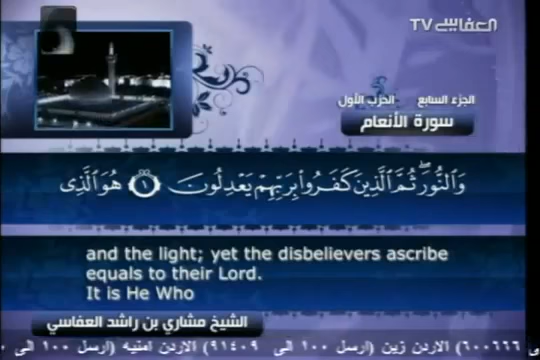 العفاسي TV
الجزء السابع الحزب الأول
سورة الأنعام
وَالنُّورَ ۖ ثُمَّ الَّذِينَ كَفَرُوا بِرَبِّهِمْ يَعْدِلُونَ ﴿١﴾ هُوَ الَّذِي
and the light; yet the disbelievers ascribe
equals to their Lord.
It is He Who
الشيخ مشاري بن راشد العفاسي
٦٠٠٦٦٦) الاردن زين (ارسل ١٠٠ الى ٩١٤٠٩) الاردن امنيه (ارسل ١٠٠ الى